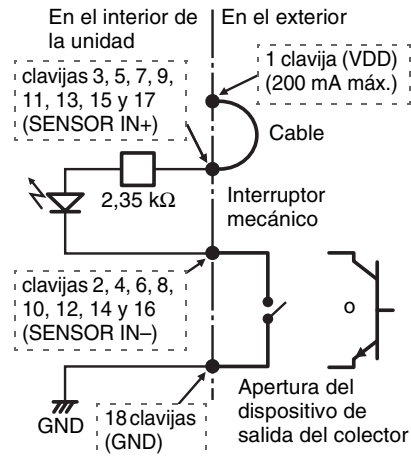 En el interior de
la unidad
En el exterior
1 clavija (VDD)
(200 mA máx.)
clavijas 3, 5, 7, 9,
11, 13, 15 y 17
(SENSOR IN+)
Cable
2,35 kΩ
Interruptor
mecánico
clavijas 2, 4, 6, 8,
10, 12, 14 y 16
(SENSOR IN–)
o
GND
18 clavijas
(GND)
Apertura del
dispositivo de
salida del colector